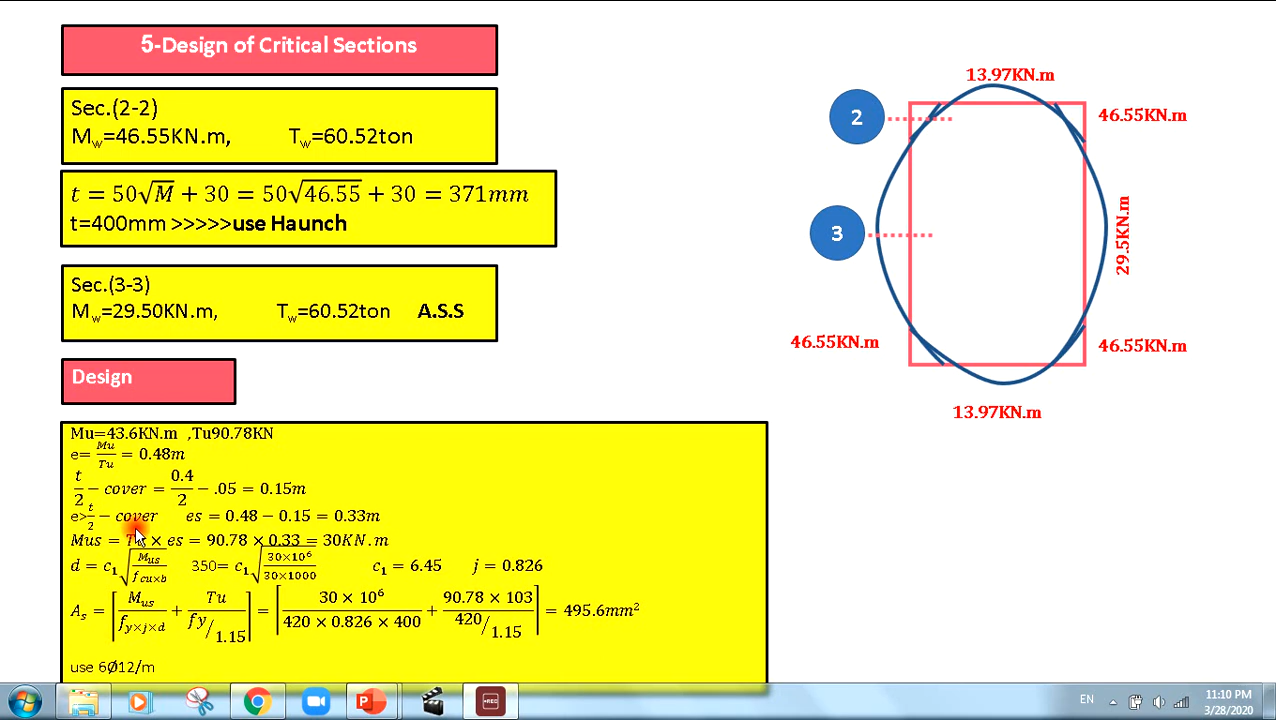 5-Design of Critical Sections
Sec.(2-2)
Mw=46.55KN.m, Tw=60.52ton
t = 50√M + 30 = 50√46.55 + 30 = 371mm
t=400mm >>>>>use Haunch
Sec.(3-3)
Mw=29.50KN.m, Tw=60.52ton A.S.S
Design
Mu=43.6KN.m ,Tu90.78KN
e= Mu/Tu = 0.48m
t/2 − cover = 0.4/2 − .05 = 0.15m
e>t/2 − cover es = 0.48 − 0.15 = 0.33m
Mus = × es = 90.78 × 0.33 = 30KN.m
d = c1√(Mus/(fcu×b)) 350= c1√((30×10⁶)/(30×1000)) c1 = 6.45 j = 0.826
As = [Mus/(fy×j×d) + Tu/(fy/1.15)] = [(30 × 10⁶)/(420 × 0.826 × 400) + (90.78 × 103)/(420/1.15)] = 495.6mm²
use 6Ø12/m
13.97KN.m
2
46.55KN.m
3
29.5KN.m
46.55KN.m
46.55KN.m
13.97KN.m
REC
EN
11:10 PM
3/28/2020